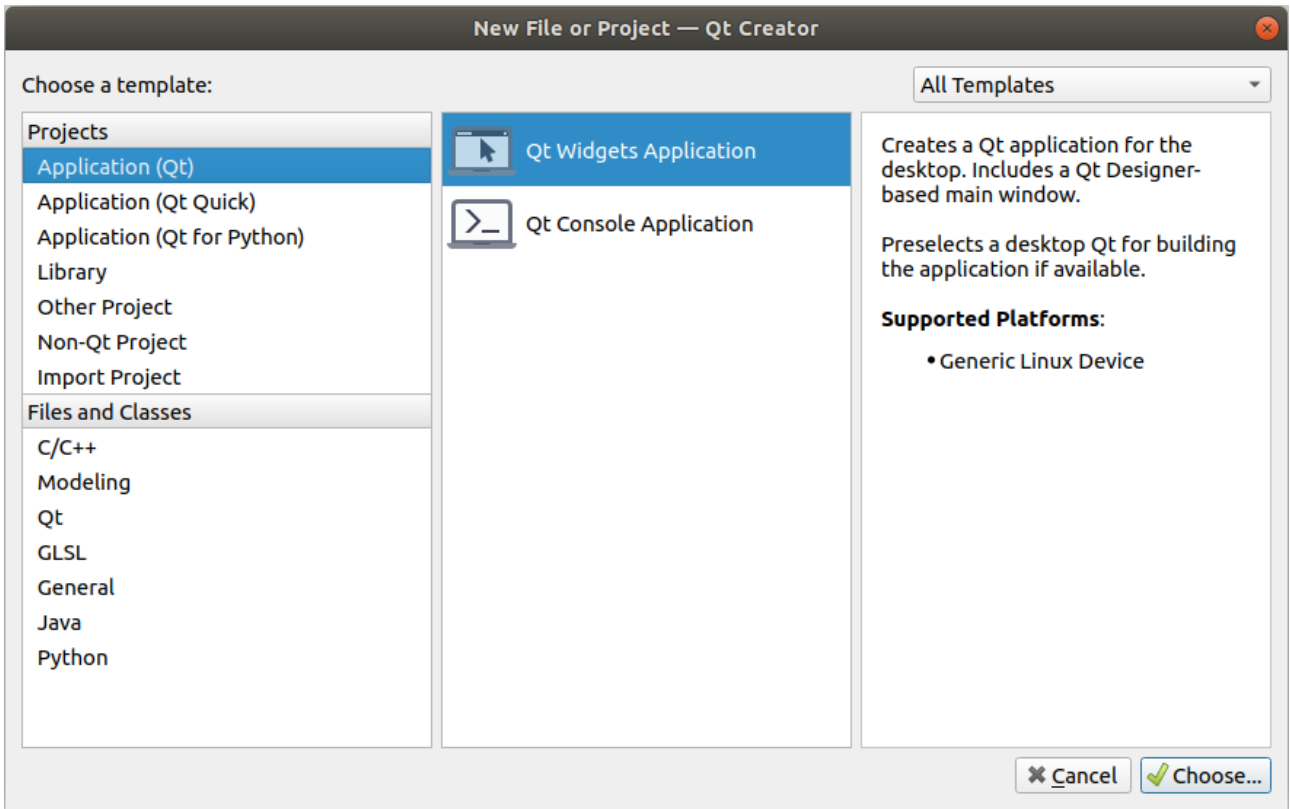 New File or Project — Qt Creator
Choose a template:
All Templates
Projects
Application (Qt)
Application (Qt Quick)
Application (Qt for Python)
Library
Other Project
Non-Qt Project
Import Project
Files and Classes
C/C++
Modeling
Qt
GLSL
General
Java
Python
Qt Widgets Application
Qt Console Application
Creates a Qt application for the
desktop. Includes a Qt Designer-
based main window.
Preselects a desktop Qt for building
the application if available.
Supported Platforms:
• Generic Linux Device
Cancel
Choose...